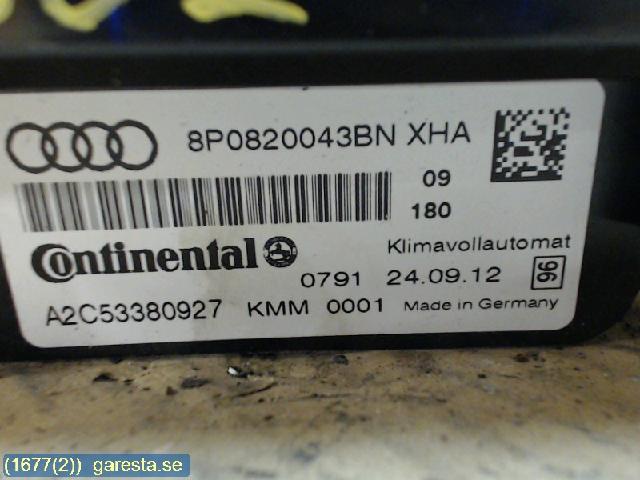 8P0820043BN XHA
09
180
Continental
Klimavollautomat
0791 24.09.12 96
A2C53380927 KMM 0001 Made in Germany
(1677(2)) garesta.se